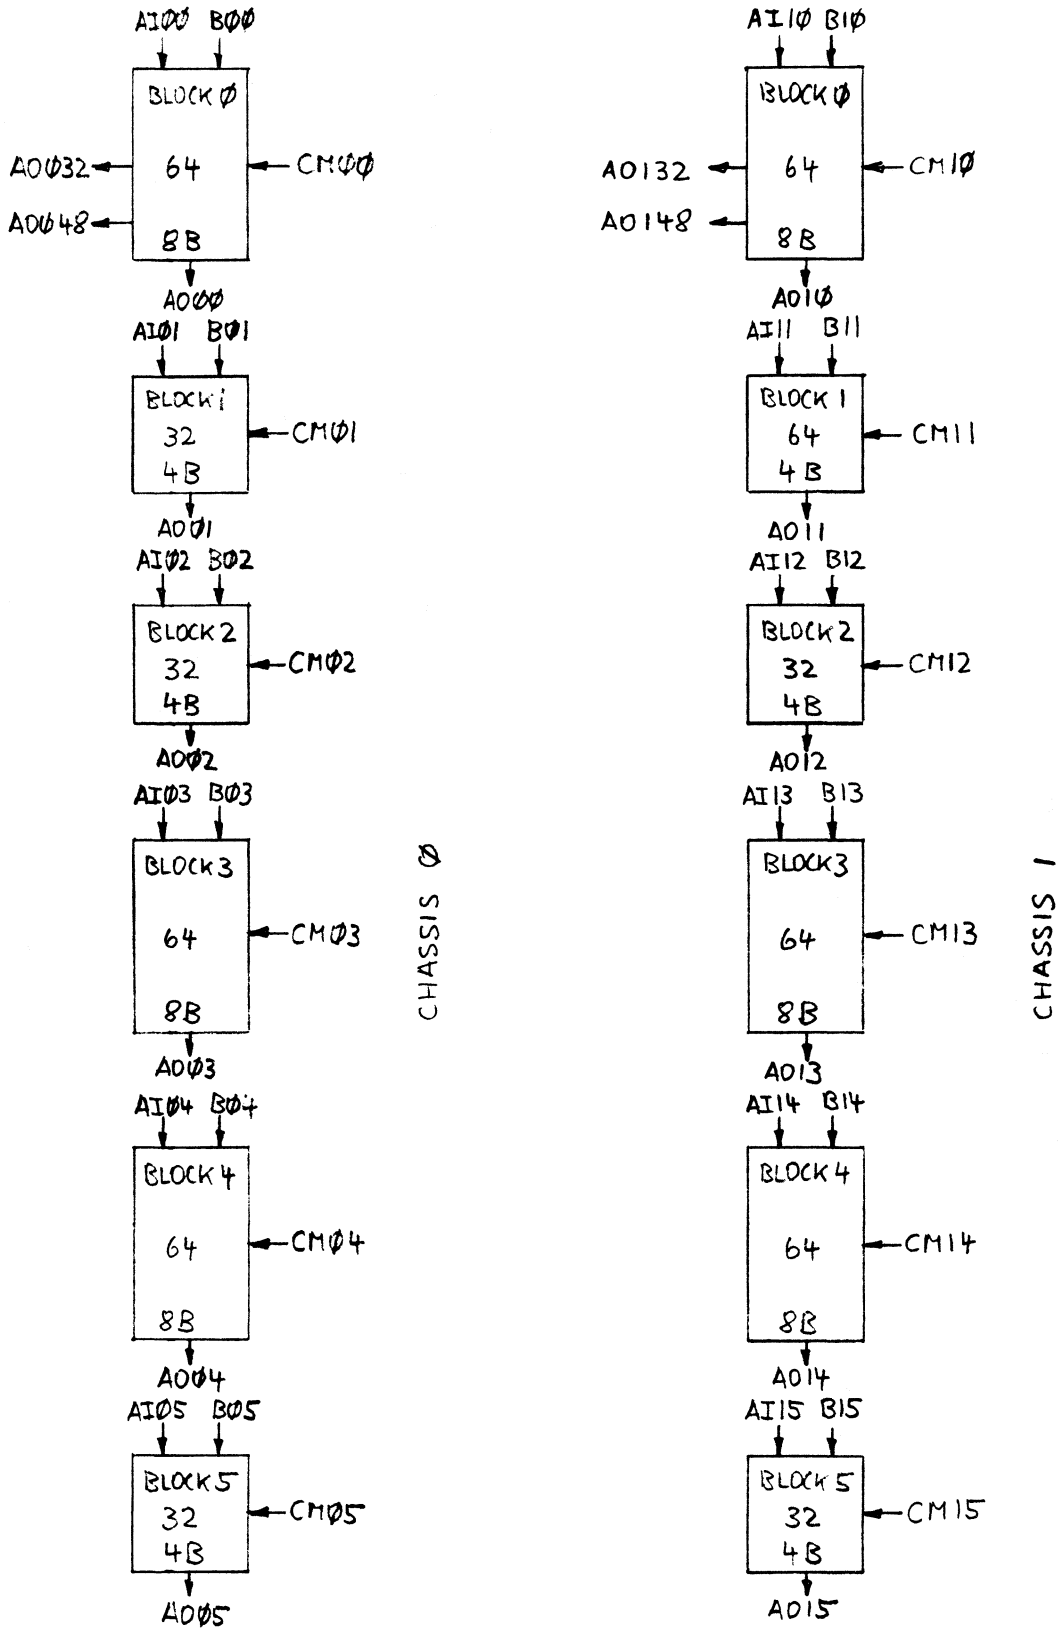 AIØØ BØØ
BLOCK Ø
AOØ32 64 CMØØ
AOØ48
8B
AOØØ
AIØ1 BØ1
BLOCK 1
32 CMØ1
4B
AOØ1
AIØ2 BØ2
BLOCK 2
32 CMØ2
4B
AOØ2
AIØ3 BØ3
BLOCK 3
64 CMØ3
8B
AOØ3
AIØ4 BØ4
BLOCK 4
64 CMØ4
8B
AOØ4
AIØ5 BØ5
BLOCK 5
32 CMØ5
4B
AOØ5
CHASSIS Ø
AI1Ø B1Ø
BLOCK Ø
AO132 64 CM1Ø
AO148
8B
AO1Ø
AI11 B11
BLOCK 1
64 CM11
4B
AO11
AI12 B12
BLOCK 2
32 CM12
4B
AO12
AI13 B13
BLOCK 3
64 CM13
8B
AO13
AI14 B14
BLOCK 4
64 CM14
8B
AO14
AI15 B15
BLOCK 5
32 CM15
4B
AO15
CHASSIS 1